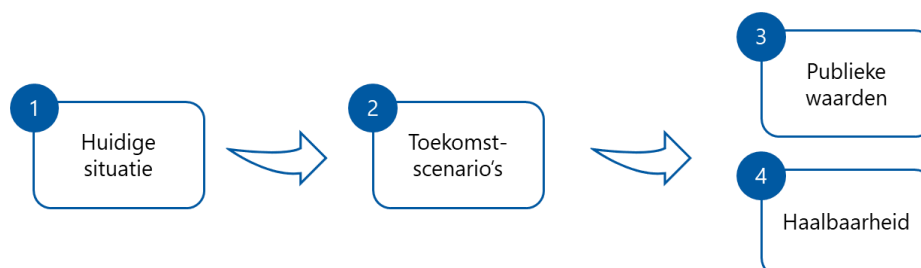 1
Huidige
situatie
2
Toekomst-
scenario’s
3
Publieke
waarden
4
Haalbaarheid